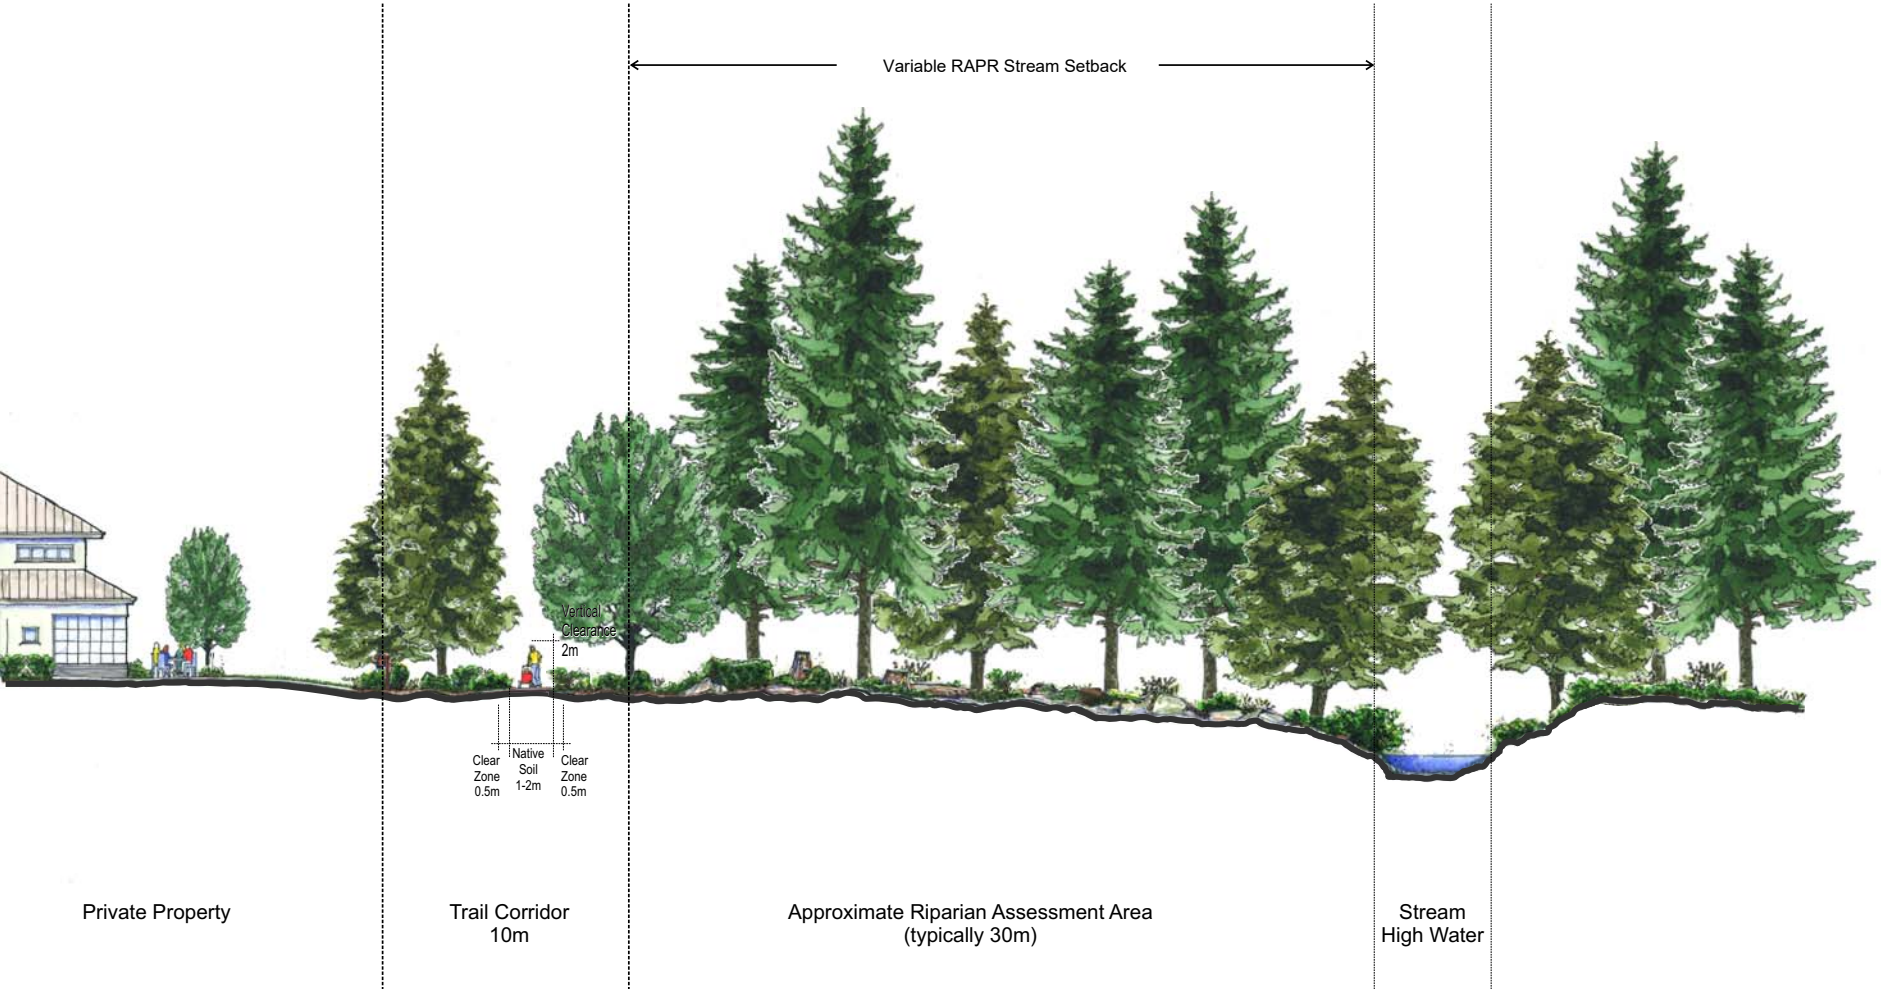 Variable RAPR Stream Setback
Vertical
Clearance
2m
Clear
Zone
0.5m
Native
Soil
1-2m
Clear
Zone
0.5m
Private Property
Trail Corridor
10m
Approximate Riparian Assessment Area
(typically 30m)
Stream
High Water